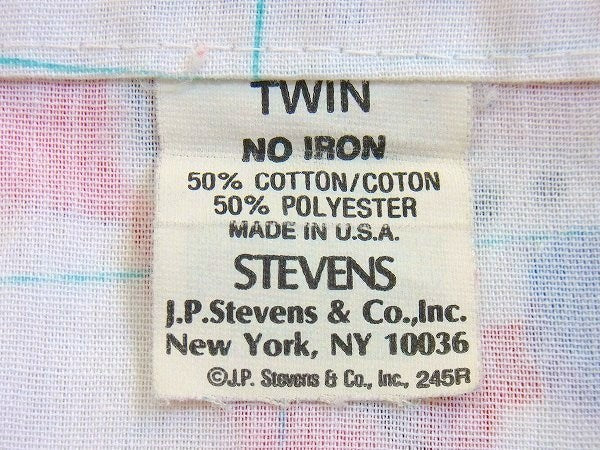 TWIN
NO IRON
50% COTTON/COTON
50% POLYESTER
MADE IN U.S.A.
STEVENS
J.P.Stevens & Co.,Inc.
New York, NY 10036
©J.P. Stevens & Co., Inc., 245R